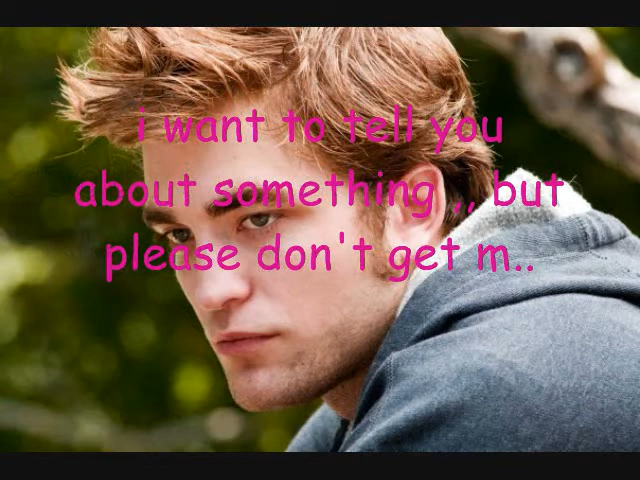 i want to tell you
about something ,, but
please don't get m..